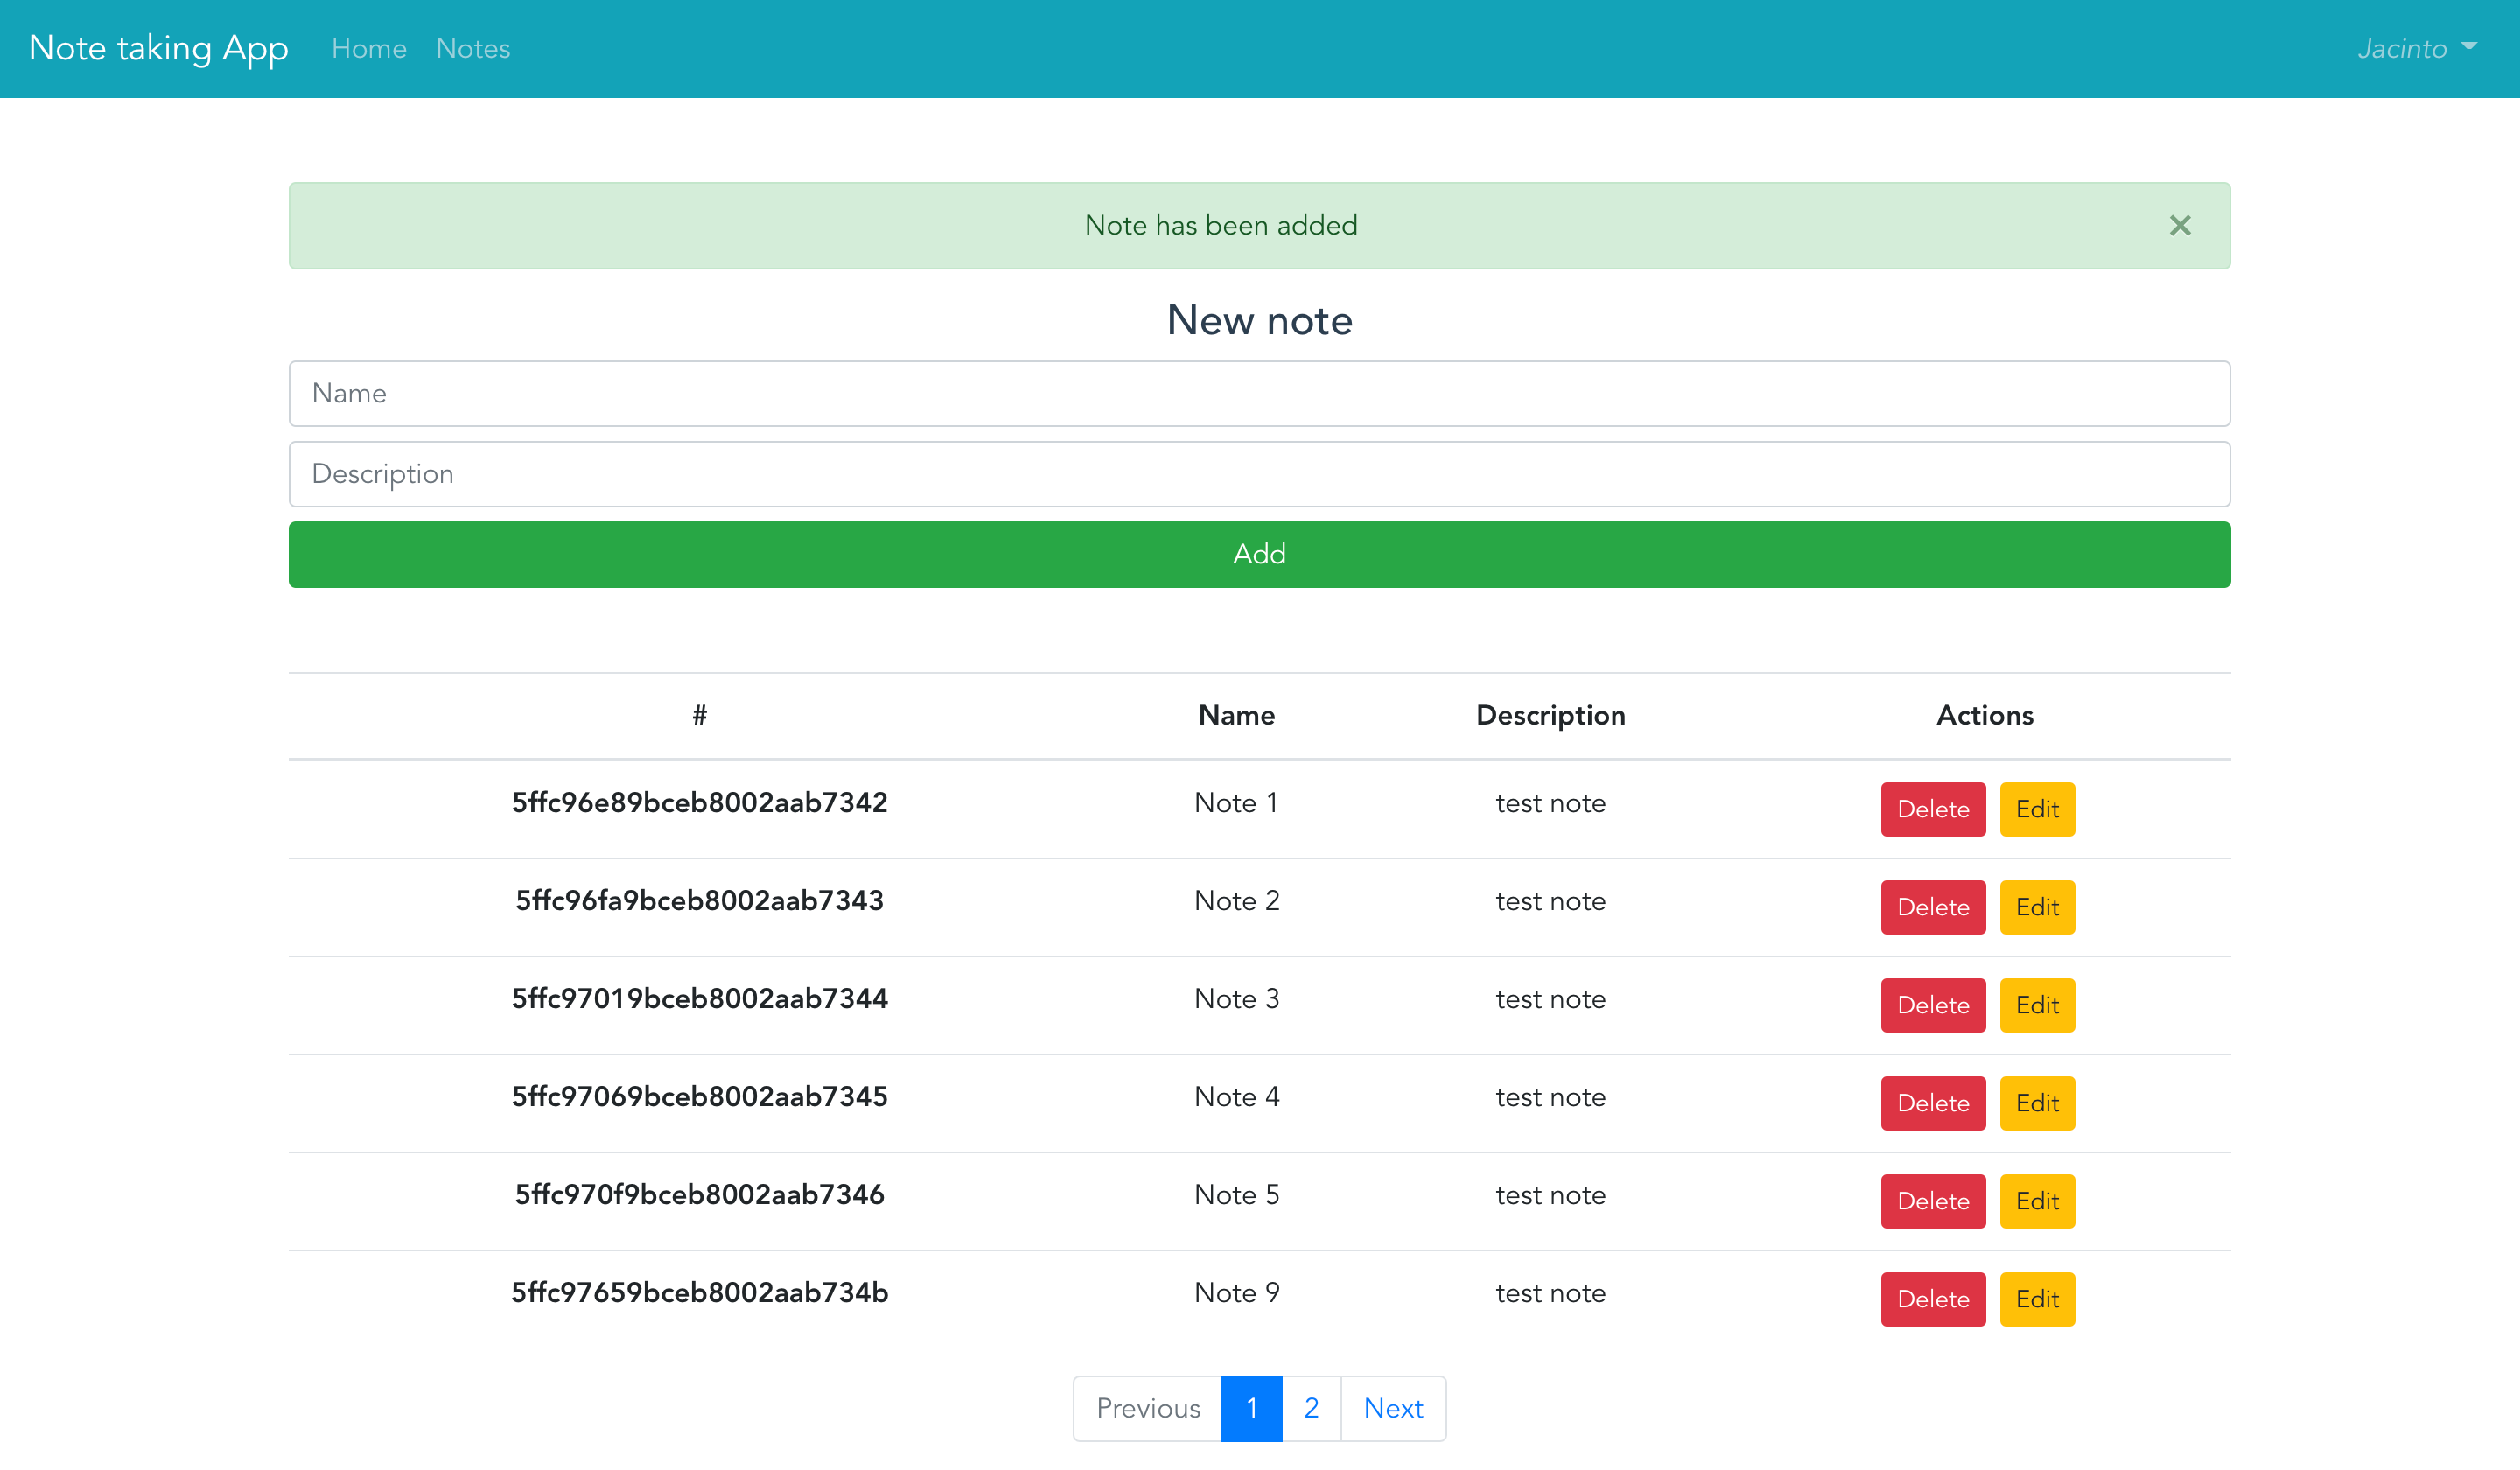 Note taking App Home Notes Jacinto
Note has been added ×
New note
Name
Description
Add
# Name Description Actions
5ffc96e89bceb8002aab7342 Note 1 test note Delete Edit
5ffc96fa9bceb8002aab7343 Note 2 test note Delete Edit
5ffc97019bceb8002aab7344 Note 3 test note Delete Edit
5ffc97069bceb8002aab7345 Note 4 test note Delete Edit
5ffc970f9bceb8002aab7346 Note 5 test note Delete Edit
5ffc97659bceb8002aab734b Note 9 test note Delete Edit
Previous 1 2 Next